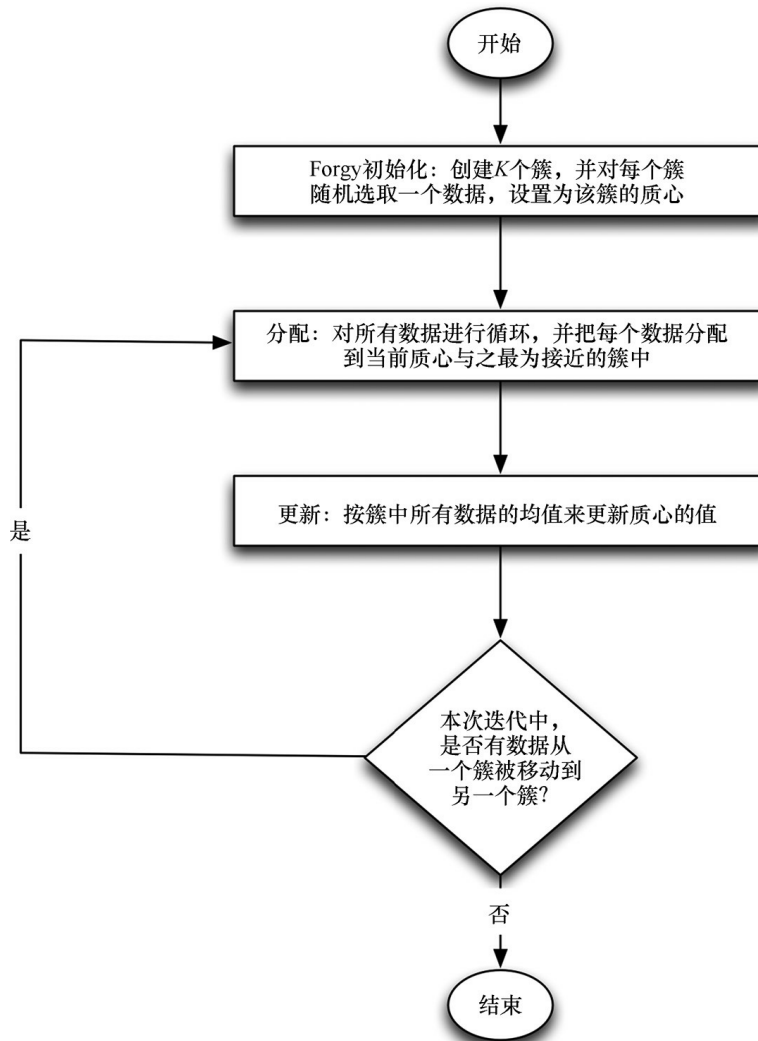 开始
Forgy初始化：创建K个簇，并对每个簇
随机选取一个数据，设置为该簇的质心
分配：对所有数据进行循环，并把每个数据分配
到当前质心与之最为接近的簇中
更新：按簇中所有数据的均值来更新质心的值
是
本次迭代中，
是否有数据从
一个簇被移动到
另一个簇？
否
结束